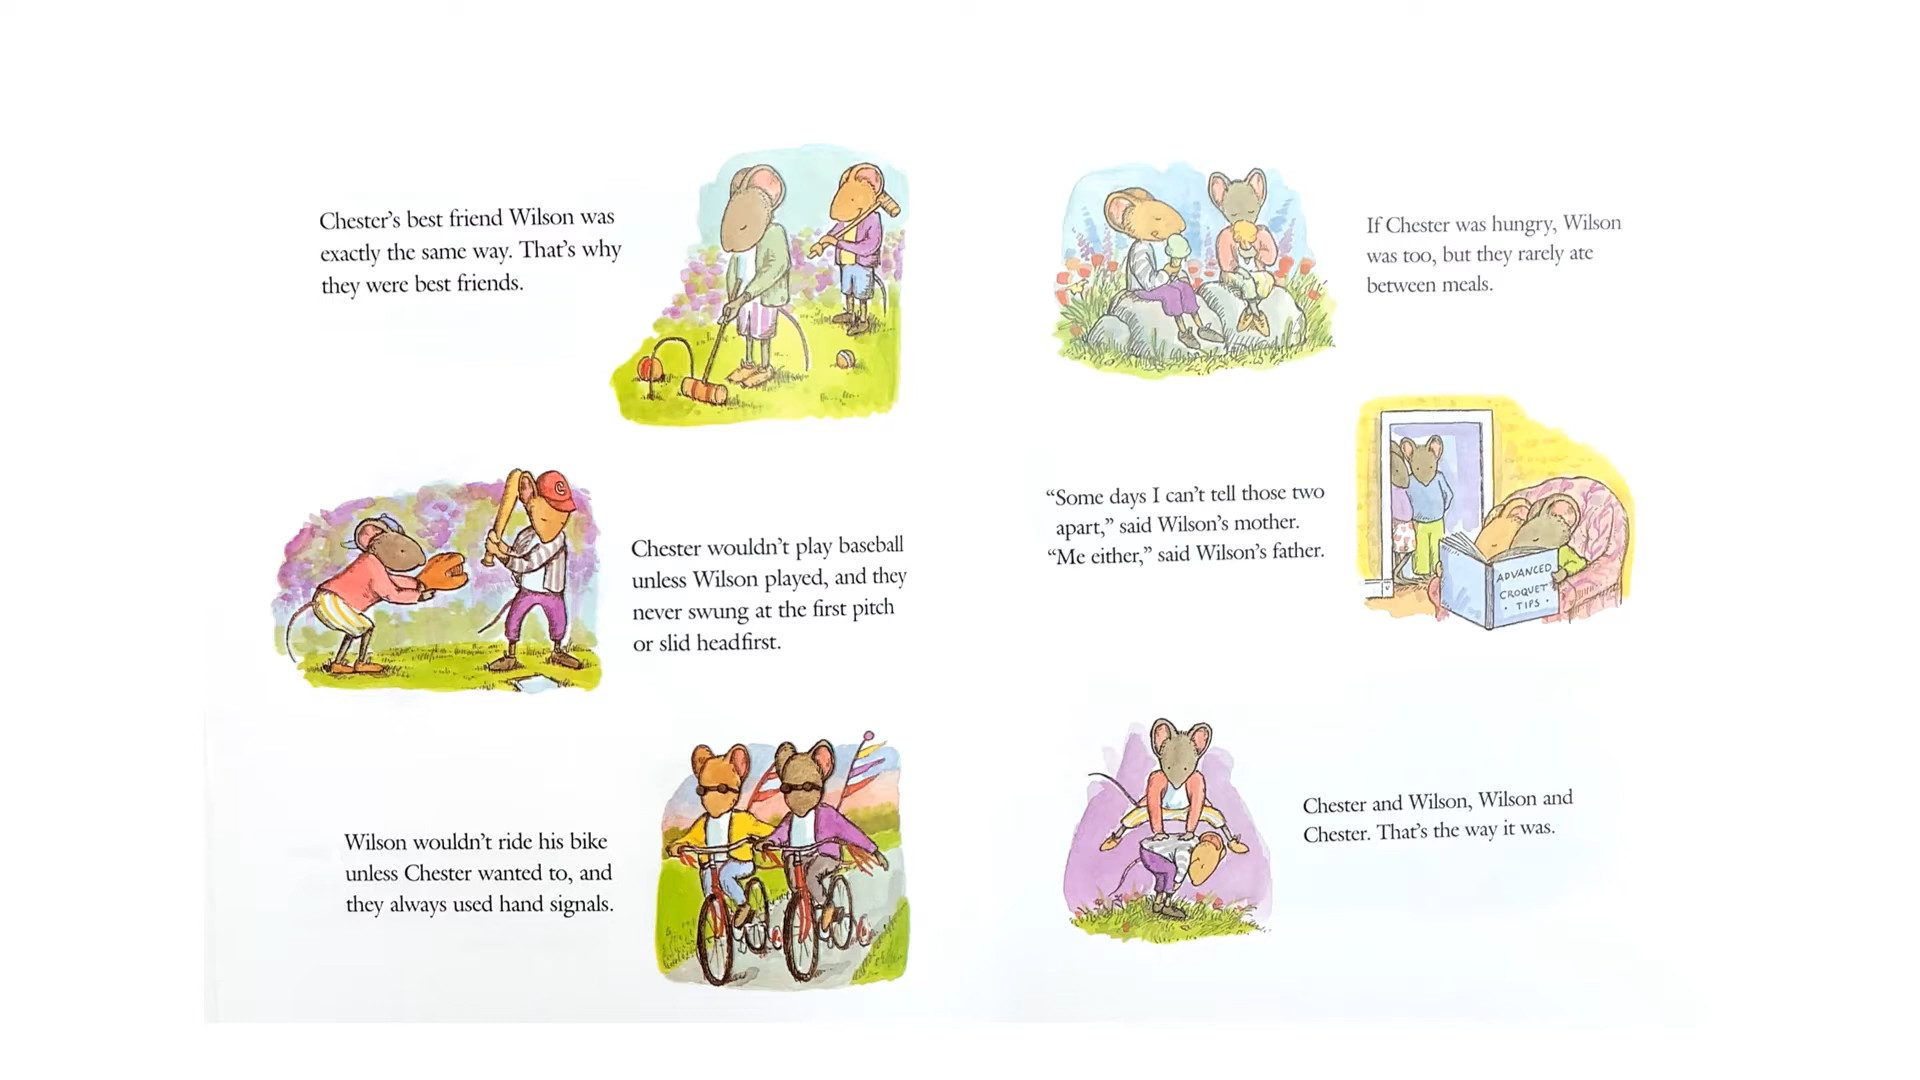 Chester’s best friend Wilson was
exactly the same way. That’s why
they were best friends.
C
Chester wouldn’t play baseball
unless Wilson played, and they
never swung at the first pitch
or slid headfirst.
Wilson wouldn’t ride his bike
unless Chester wanted to, and
they always used hand signals.
If Chester was hungry, Wilson
was too, but they rarely ate
between meals.
“Some days I can’t tell those two
apart,” said Wilson’s mother.
“Me either,” said Wilson’s father.
ADVANCED
CROQUET
• TIPS •
Chester and Wilson, Wilson and
Chester. That’s the way it was.